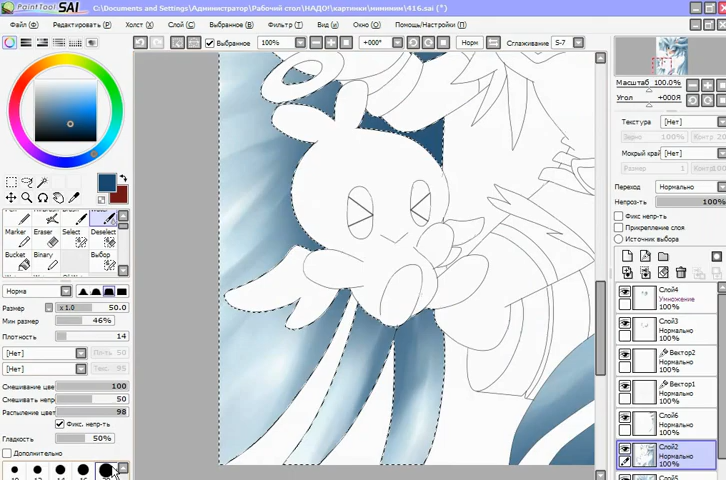 PaintTool SAI C:\Documents and Settings\Администратор\Рабочий стол\НАДО!\картинки\минимии\416.sai (*)
Файл (F) Редактировать (E) Холст (X) Слой (C) Выбранное (B) Фильтр (T) Вид (и) Окно (О) Помощь/Настройки (П)
Выбранное 100% +000° Норм Сглаживание S-7
Масштаб 100.0%
Угол +000Я
Текстура [Нет]
100%
Мокрый край [Нет]
Переход Нормально
Непроз-ть 100%
Фикс непр-ть
Прикрепление слоя
Источник выбора
Marker Eraser Select Deselect
Bucket Binary Выбор
Норма
Размер x 1.0 50.0
Мин размер 46%
Плотность 14
[Нет]
[Нет]
Смешивание цве 100
Смешивать непр 50
Распыление цвет 98
Фикс. непр-ть
Гладкость 50%
Дополнительно
Слой4
Умножение
100%
Слой3
Нормально
100%
Вектор2
Нормально
100%
Вектор1
Нормально
100%
Слой6
Нормально
100%
Слой2
Нормально
100%
Слой5